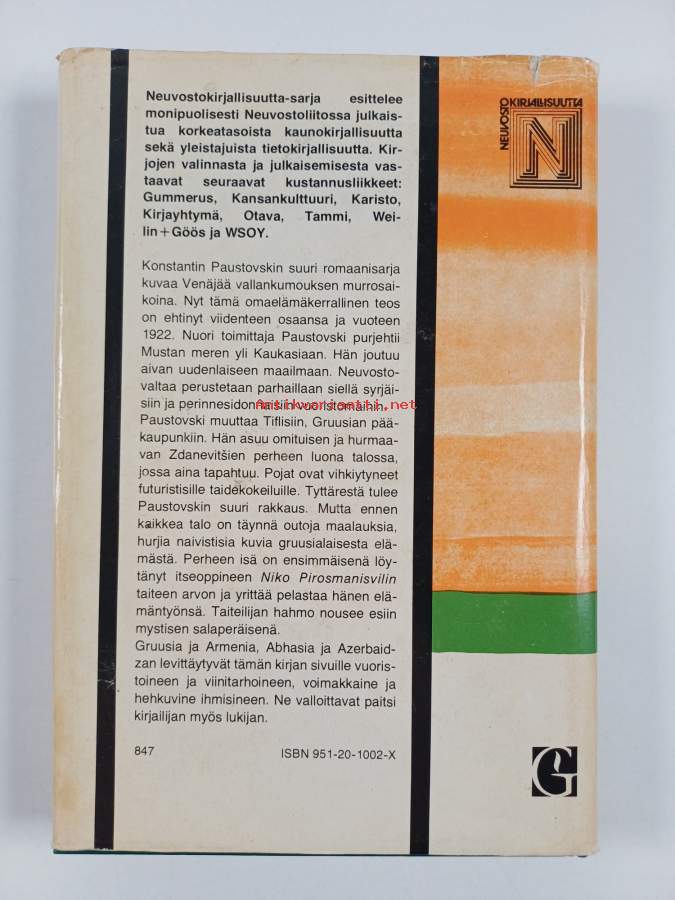 Neuvostokirjallisuutta-sarja esittelee
monipuolisesti Neuvostoliitossa julkais-
tua korkeatasoista kaunokirjallisuutta
sekä yleistajuista tietokirjallisuutta. Kir-
jojen valinnasta ja julkaisemisesta vas-
taavat seuraavat kustannusliikkeet:
Gummerus, Kansankulttuuri, Karisto,
Kirjayhtymä, Otava, Tammi, Wei-
lin+Göös ja WSOY.
Konstantin Paustovskin suuri romaanisarja
kuvaa Venäjää vallankumouksen murrosai-
koina. Nyt tämä omaelämäkerrallinen teos
on ehtinyt viidenteen osaansa ja vuoteen
1922. Nuori toimittaja Paustovski purjehtii
Mustan meren yli Kaukasiaan. Hän joutuu
aivan uudenlaiseen maailmaan. Neuvosto-
valtaa perustetaan parhaillaan siellä syrjäi-
siin ja perinnesidonnaisiin vuoristomaihin.
Antikvariaatti.net
Paustovski muuttaa Tiflisiin, Gruusian pää-
kaupunkiin. Hän asuu omituisen ja hurmaa-
van Zdanevitšien perheen luona talossa,
jossa aina tapahtuu. Pojat ovat vihkiytyneet
futuristisille taidekokeiluille. Tyttärestä tulee
Paustovskin suuri rakkaus. Mutta ennen
kaikkea talo on täynnä outoja maalauksia,
hurjia naivistisia kuvia gruusialaisesta elä-
mästä. Perheen isä on ensimmäisenä löy-
tänyt itseoppineen Niko Pirosmanisvilin
taiteen arvon ja yrittää pelastaa hänen elä-
mäntyönsä. Taiteilijan hahmo nousee esiin
mystisen salaperäisenä.
Gruusia ja Armenia, Abhasia ja Azerbaid-
zan levittäytyvät tämän kirjan sivuille vuoris-
toineen ja viinitarhoineen, voimakkaine ja
hehkuvine ihmisineen. Ne valloittavat paitsi
kirjailijan myös lukijan.
847 ISBN 951-20-1002-X
NEUVOSTO KIRJALLISUUTTA
N
G